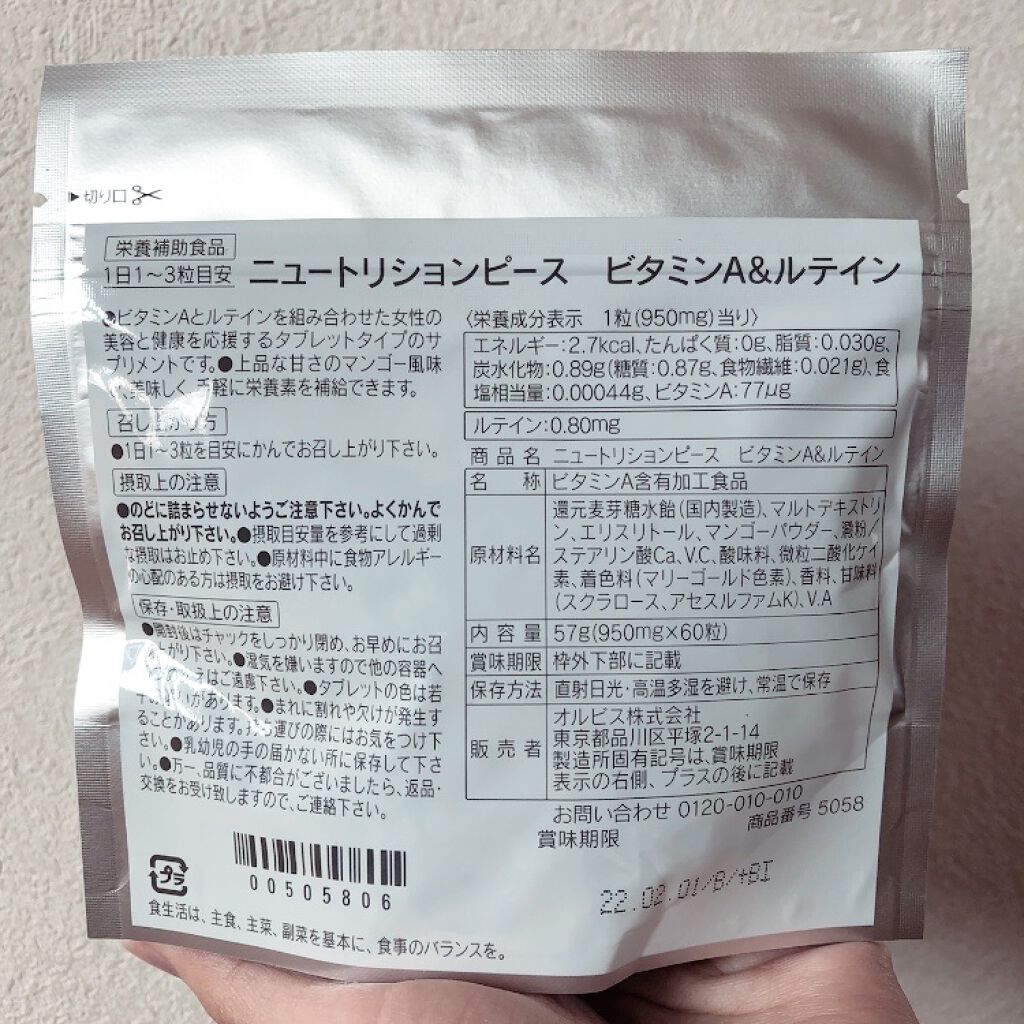 ▶切り口
栄養補助食品
1日1〜3粒目安
ニュートリションピース ビタミンA&ルテイン
●ビタミンAとルテインを組み合わせた女性の
美容と健康を応援するタブレットタイプのサ
プリメントです。●上品な甘さのマンゴー風味
美味しく、手軽に栄養素を補給できます。
召し上がり方
●1日1〜3粒を目安にかんでお召し上がり下さい。
摂取上の注意
●のどに詰まらせないようご注意下さい。よくかんで
お召し上がり下さい。●摂取目安量を参考にして過剰
な摂取はお止め下さい。●原材料中に食物アレルギー
の心配のある方は摂取をお避け下さい。
保存・取扱上の注意
●開封後はチャックをしっかり閉め、お早めにお召
上がり下さい。●湿気を嫌いますので他の容器へ
はご遠慮下さい。●タブレットの色は若
があります。●まれに割れや欠けが発生す
ることがあります。持ち運びの際にはお気をつけ下
さい。●乳幼児の手の届かない所に保存して下さ
い。●万一、品質に不都合がございましたら、返品・
交換をお受け致しますので、ご連絡下さい。
〈栄養成分表示 1粒(950mg)当り〉
エネルギー:2.7kcal、たんぱく質:0g、脂質:0.030g、
炭水化物:0.89g(糖質:0.87g、食物繊維:0.021g)、食
塩相当量:0.00044g、ビタミンA:77μg
ルテイン:0.80mg
商品名 ニュートリションピース ビタミンA&ルテイン
名称 ビタミンA含有加工食品
原材料名 還元麦芽糖水飴(国内製造)、マルトデキストリ
ン、エリスリトール、マンゴーパウダー、澱粉/
ステアリン酸Ca、V.C、酸味料、微粒二酸化ケイ
素、着色料(マリーゴールド色素)、香料、甘味料
(スクラロース、アセスルファムK)、V.A
内容量 57g(950mg×60粒)
賞味期限 枠外下部に記載
保存方法 直射日光・高温多湿を避け、常温で保存
販売者 オルビス株式会社
東京都品川区平塚2-1-14
製造所固有記号は、賞味期限
表示の右側、プラスの後に記載
お問い合わせ 0120-010-010
商品番号 5058
賞味期限
22.02.01/B/+BI
00505806
プラ
食生活は、主食、主菜、副菜を基本に、食事のバランスを。